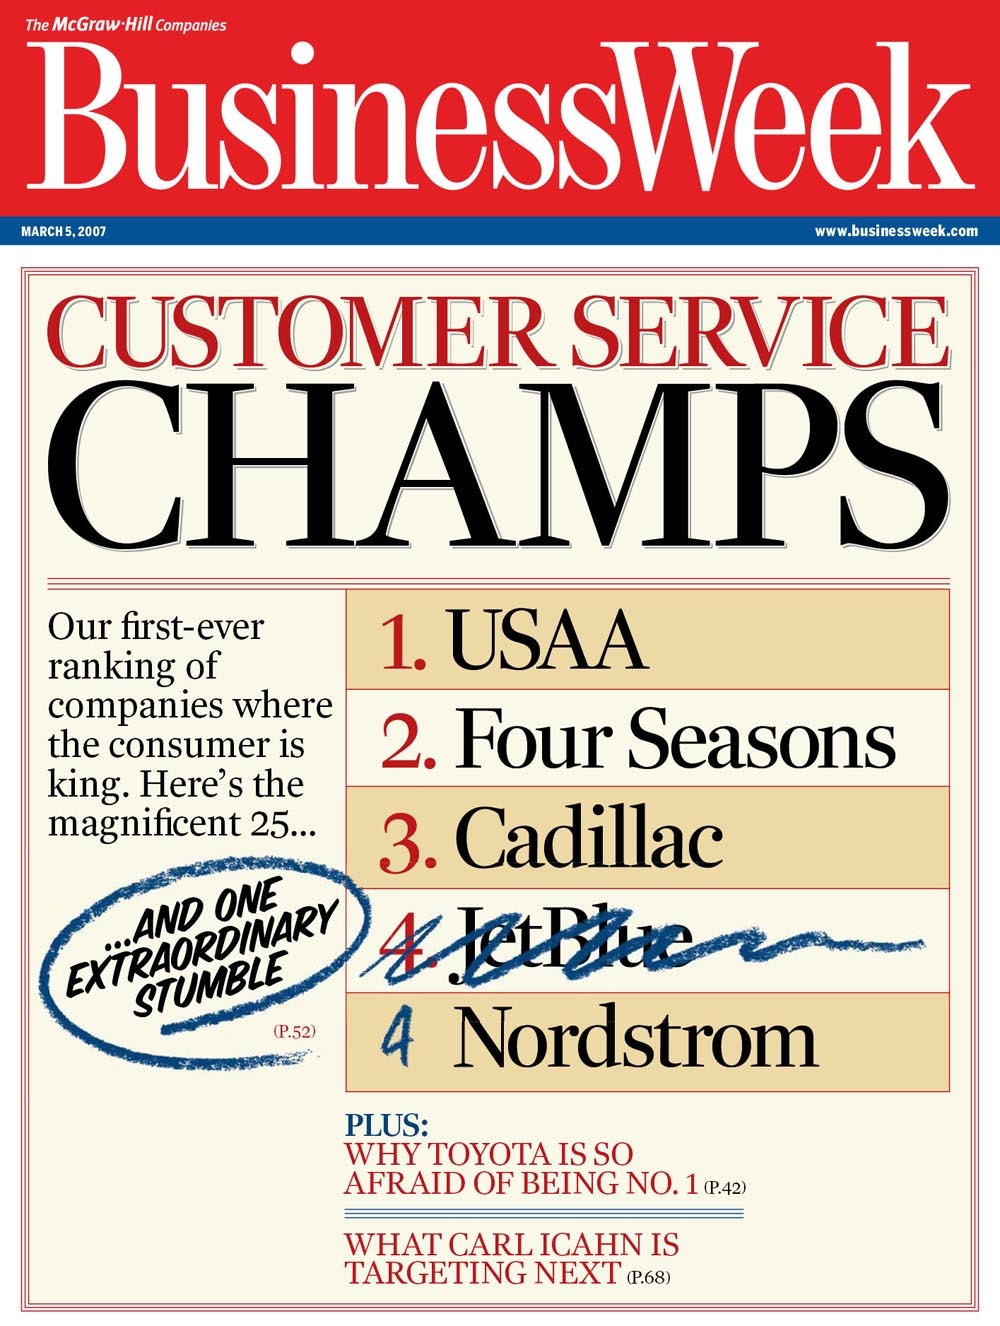 The McGraw·Hill Companies
BusinessWeek
MARCH 5, 2007
www.businessweek.com
CUSTOMER SERVICE
CHAMPS
Our first-ever
ranking of
companies where
the consumer is
king. Here's the
magnificent 25...
...AND ONE
EXTRAORDINARY
STUMBLE
(P.52)
1. USAA
2. Four Seasons
3. Cadillac
4. JetBlue
4 Nordstrom
PLUS:
WHY TOYOTA IS SO
AFRAID OF BEING NO. 1 (P.42)
WHAT CARL ICAHN IS
TARGETING NEXT (P.68)